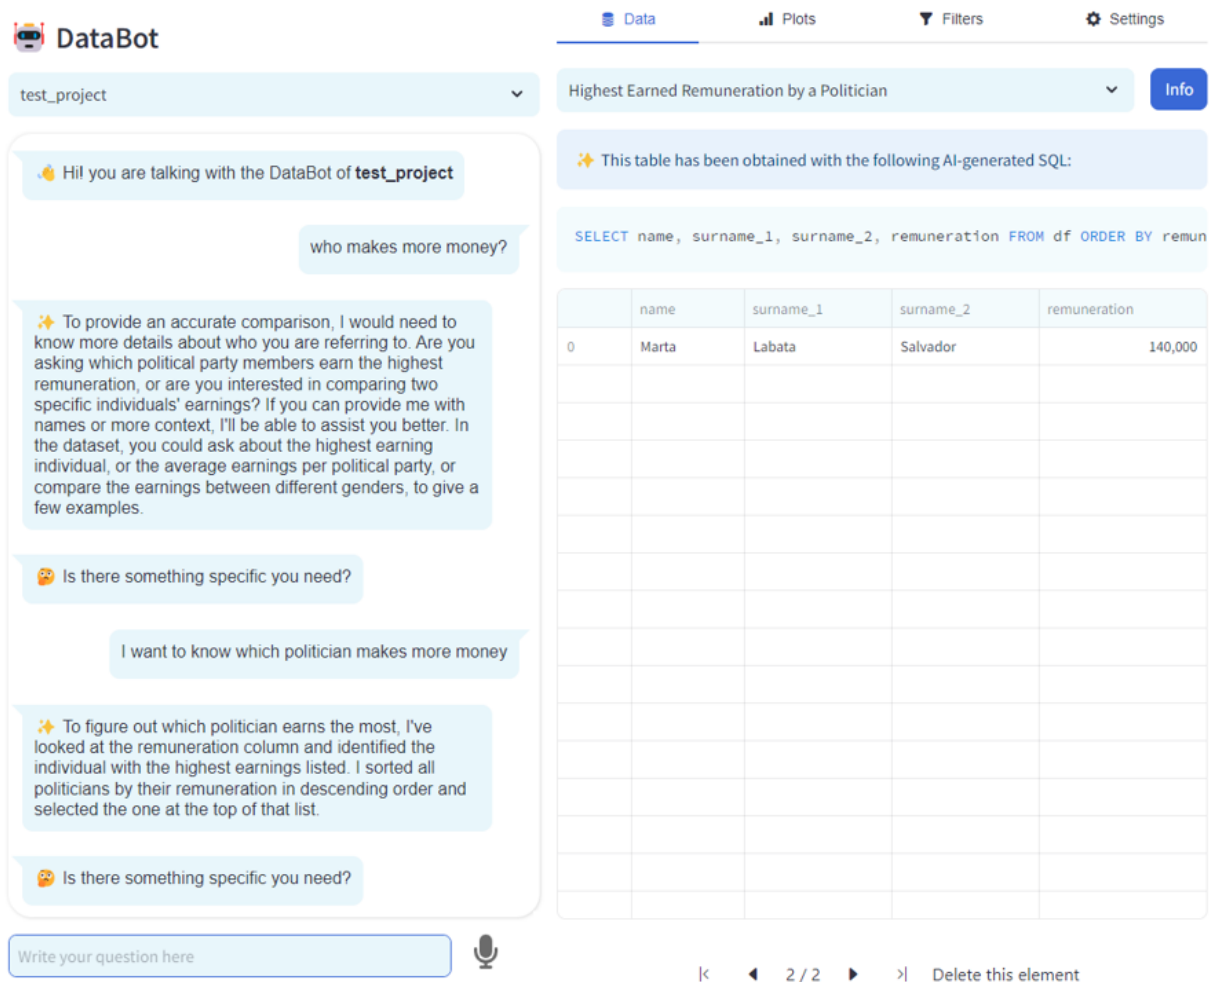 DataBot
test_project
Hi! you are talking with the DataBot of test_project
who makes more money?
To provide an accurate comparison, I would need to
know more details about who you are referring to. Are you
asking which political party members earn the highest
remuneration, or are you interested in comparing two
specific individuals' earnings? If you can provide me with
names or more context, I'll be able to assist you better. In
the dataset, you could ask about the highest earning
individual, or the average earnings per political party, or
compare the earnings between different genders, to give a
few examples.
Is there something specific you need?
I want to know which politician makes more money
To figure out which politician earns the most, I've
looked at the remuneration column and identified the
individual with the highest earnings listed. I sorted all
politicians by their remuneration in descending order and
selected the one at the top of that list.
Is there something specific you need?
Write your question here
Data Plots Filters Settings
Highest Earned Remuneration by a Politician Info
This table has been obtained with the following AI-generated SQL:
SELECT name, surname_1, surname_2, remuneration FROM df ORDER BY remun
name surname_1 surname_2 remuneration
0 Marta Labata Salvador 140,000
2 / 2 Delete this element